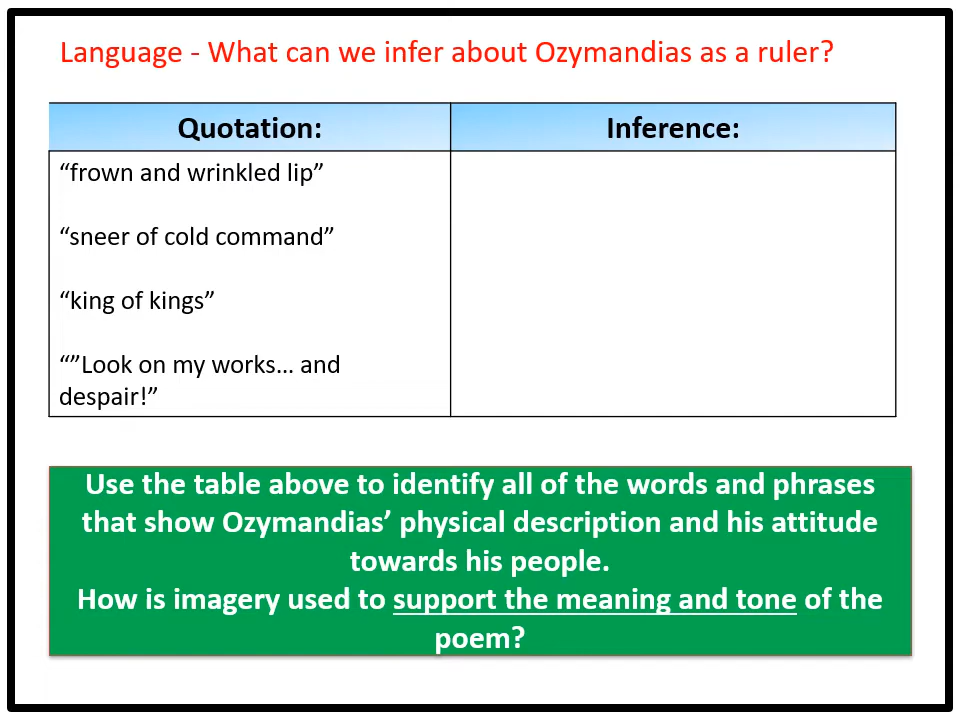 Language - What can we infer about Ozymandias as a ruler?
Quotation:
Inference:
“frown and wrinkled lip”
“sneer of cold command”
“king of kings”
“”Look on my works… and
despair!”
Use the table above to identify all of the words and phrases
that show Ozymandias’ physical description and his attitude
towards his people.
How is imagery used to support the meaning and tone of the
poem?